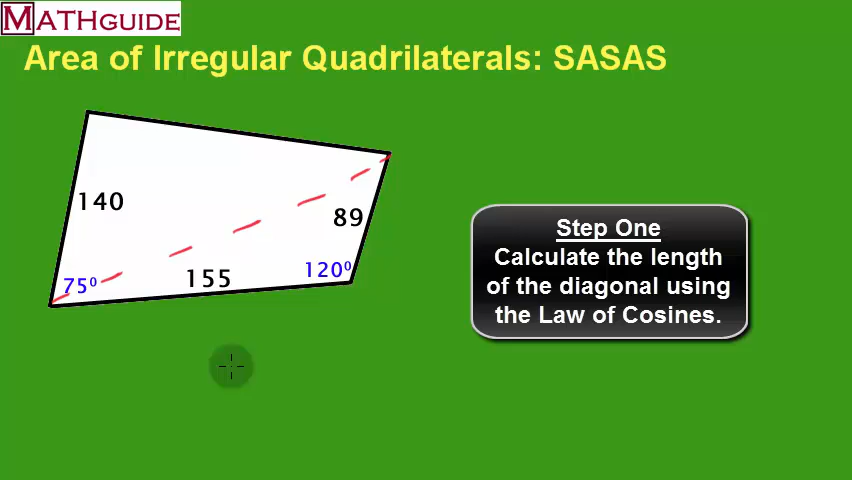 MATHGUIDE
Area of Irregular Quadrilaterals: SASAS
140
89
75⁰
155
120⁰
Step One
Calculate the length
of the diagonal using
the Law of Cosines.